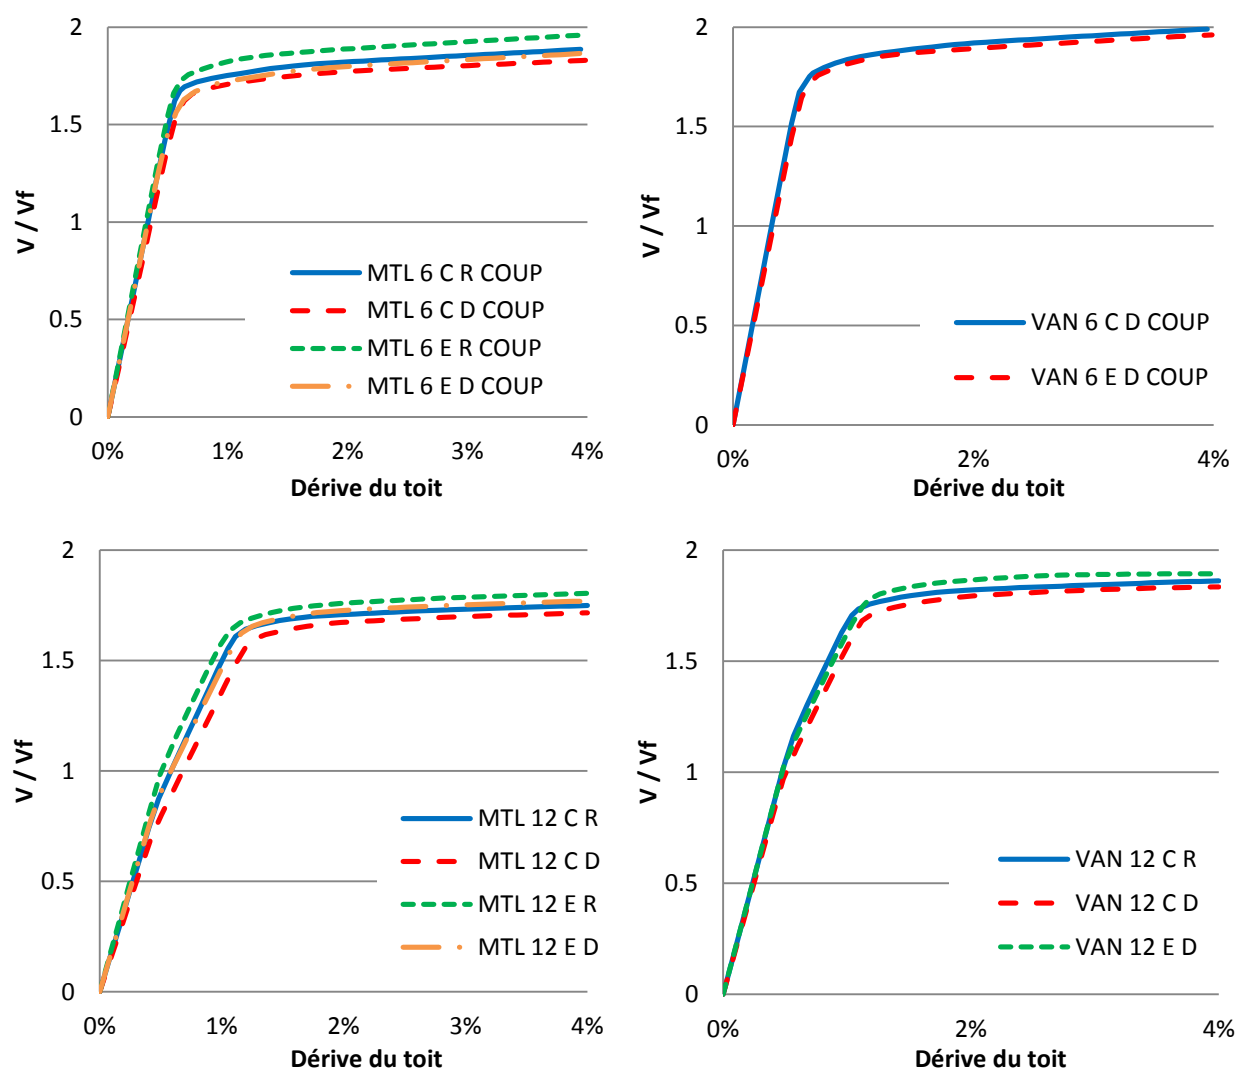 2
1.5
1
0.5
0
V / Vf
MTL 6 C R COUP
MTL 6 C D COUP
MTL 6 E R COUP
MTL 6 E D COUP
0% 1% 2% 3% 4%
Dérive du toit
2
1.5
1
0.5
0
V / Vf
VAN 6 C D COUP
VAN 6 E D COUP
0% 2% 4%
Dérive du toit
2
1.5
1
0.5
0
V / Vf
MTL 12 C R
MTL 12 C D
MTL 12 E R
MTL 12 E D
0% 1% 2% 3% 4%
Dérive du toit
2
1.5
1
0.5
0
V / Vf
VAN 12 C R
VAN 12 C D
VAN 12 E D
0% 2% 4%
Dérive du toit